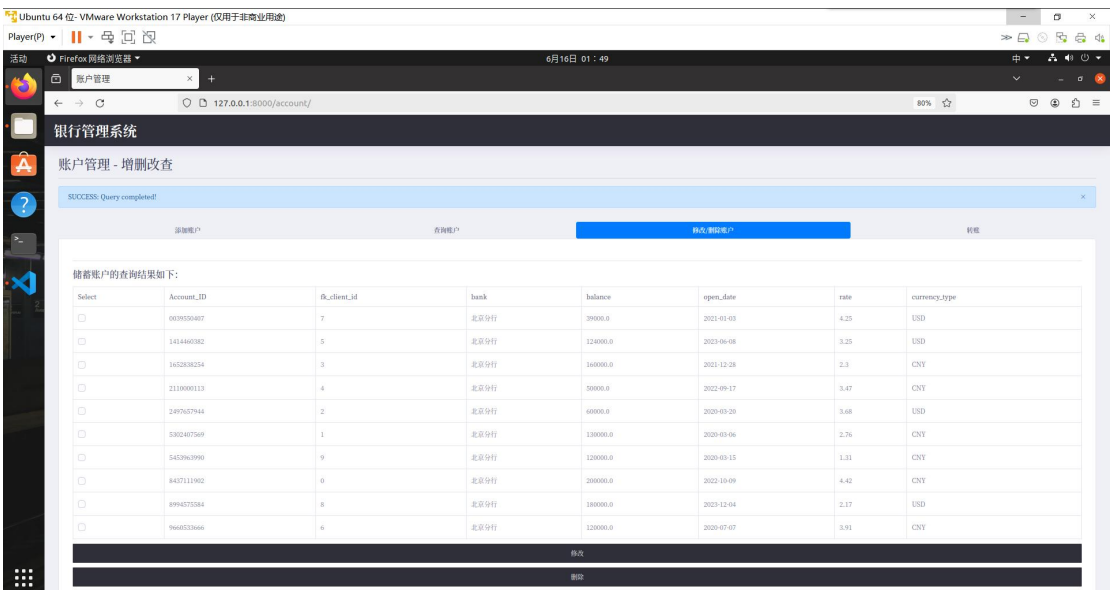 Ubuntu 64 位- VMware Workstation 17 Player (仅用于非商业用途)
Player(P)
活动 Firefox 网络浏览器 6月16日 01：49 中
账户管理
127.0.0.1:8000/account/ 80%
银行管理系统
账户管理 - 增删改查
SUCCESS: Query completed!
添加账户 查询账户 修改/删除账户 转账
储蓄账户的查询结果如下：
Select Account_ID fk_client_id bank balance open_date rate currency_type
0039550407 7 北京分行 39000.0 2021-01-03 4.25 USD
1414460382 5 北京分行 124000.0 2023-06-08 3.25 USD
1652838254 3 北京分行 160000.0 2021-12-28 2.3 CNY
2110000113 4 北京分行 50000.0 2022-09-17 3.47 CNY
2497657944 2 北京分行 60000.0 2020-03-20 3.68 USD
5302407569 1 北京分行 130000.0 2020-03-06 2.76 CNY
5453963990 9 北京分行 120000.0 2020-03-15 1.31 CNY
8437111902 0 北京分行 200000.0 2022-10-09 4.42 CNY
8994575584 8 北京分行 180000.0 2023-12-04 2.17 USD
9660533666 6 北京分行 120000.0 2020-07-07 3.91 CNY
修改
删除